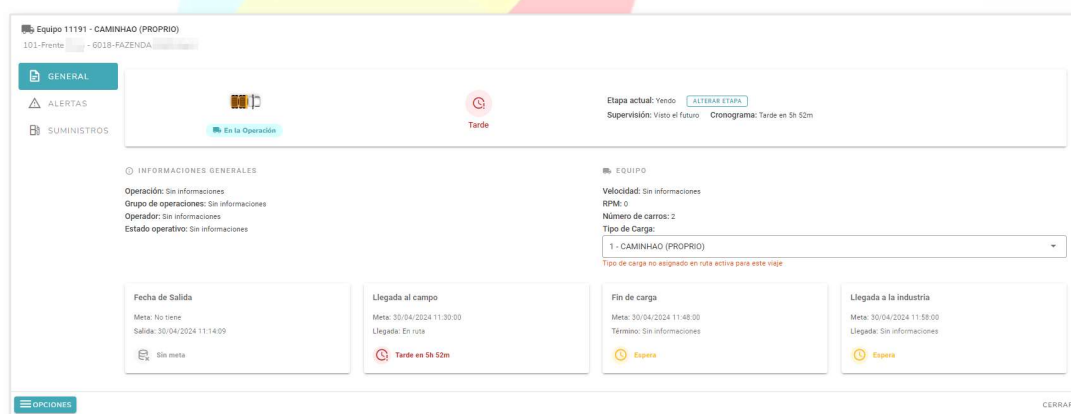 Equipo 11191 - CAMINHAO (PROPRIO)
101-Frente - 6018-FAZENDA
GENERAL
ALERTAS
SUMINISTROS
En la Operación
Tarde
Etapa actual: Yendo ALTERAR ETAPA
Supervisión: Visto el futuro Cronograma: Tarde en 5h 52m
INFORMACIONES GENERALES
Operación: Sin informaciones
Grupo de operaciones: Sin informaciones
Operador: Sin informaciones
Estado operativo: Sin informaciones
EQUIPO
Velocidad: Sin informaciones
RPM: 0
Número de carros: 2
Tipo de Carga:
1 - CAMINHAO (PROPRIO)
Tipo de carga no asignado en ruta activa para este viaje
Fecha de Salida
Meta: No tiene
Salida: 30/04/2024 11:14:09
Sin meta
Llegada al campo
Meta: 30/04/2024 11:30:00
Llegada: En ruta
Tarde en 5h 52m
Fin de carga
Meta: 30/04/2024 11:48:00
Término: Sin informaciones
Espera
Llegada a la industria
Meta: 30/04/2024 11:58:00
Llegada: Sin informaciones
Espera
OPCIONES
CERRAR